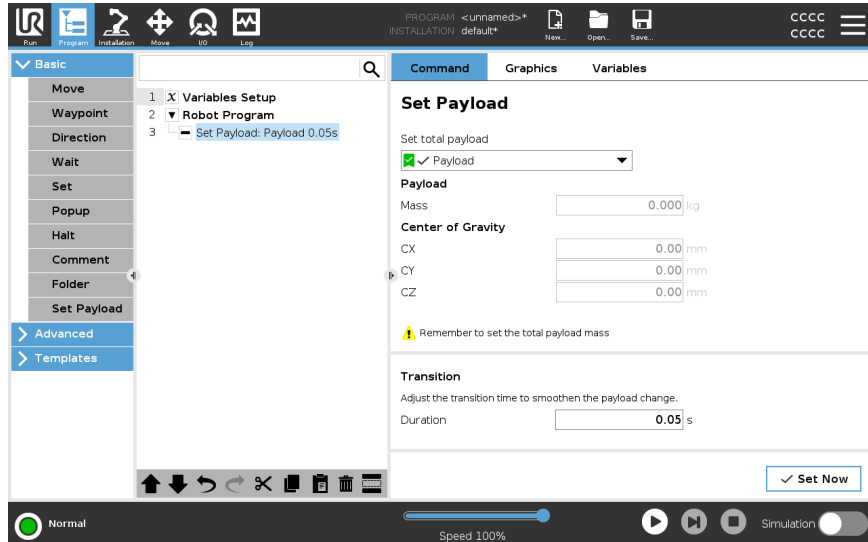 UR
PROGRAM <unnamed>*
INSTALLATION default*
CCCC
CCCC
Run Program Installation Move I/O Log New... Open... Save...
Basic
Move
Waypoint
Direction
Wait
Set
Popup
Halt
Comment
Folder
Set Payload
Advanced
Templates
1 X Variables Setup
2 Robot Program
3 Set Payload: Payload 0.05s
Command Graphics Variables
Set Payload
Set total payload
Payload
Payload
Mass 0.000 kg
Center of Gravity
CX 0.00 mm
CY 0.00 mm
CZ 0.00 mm
Remember to set the total payload mass
Transition
Adjust the transition time to smoothen the payload change.
Duration 0.05 s
Set Now
Normal
Speed 100%
Simulation